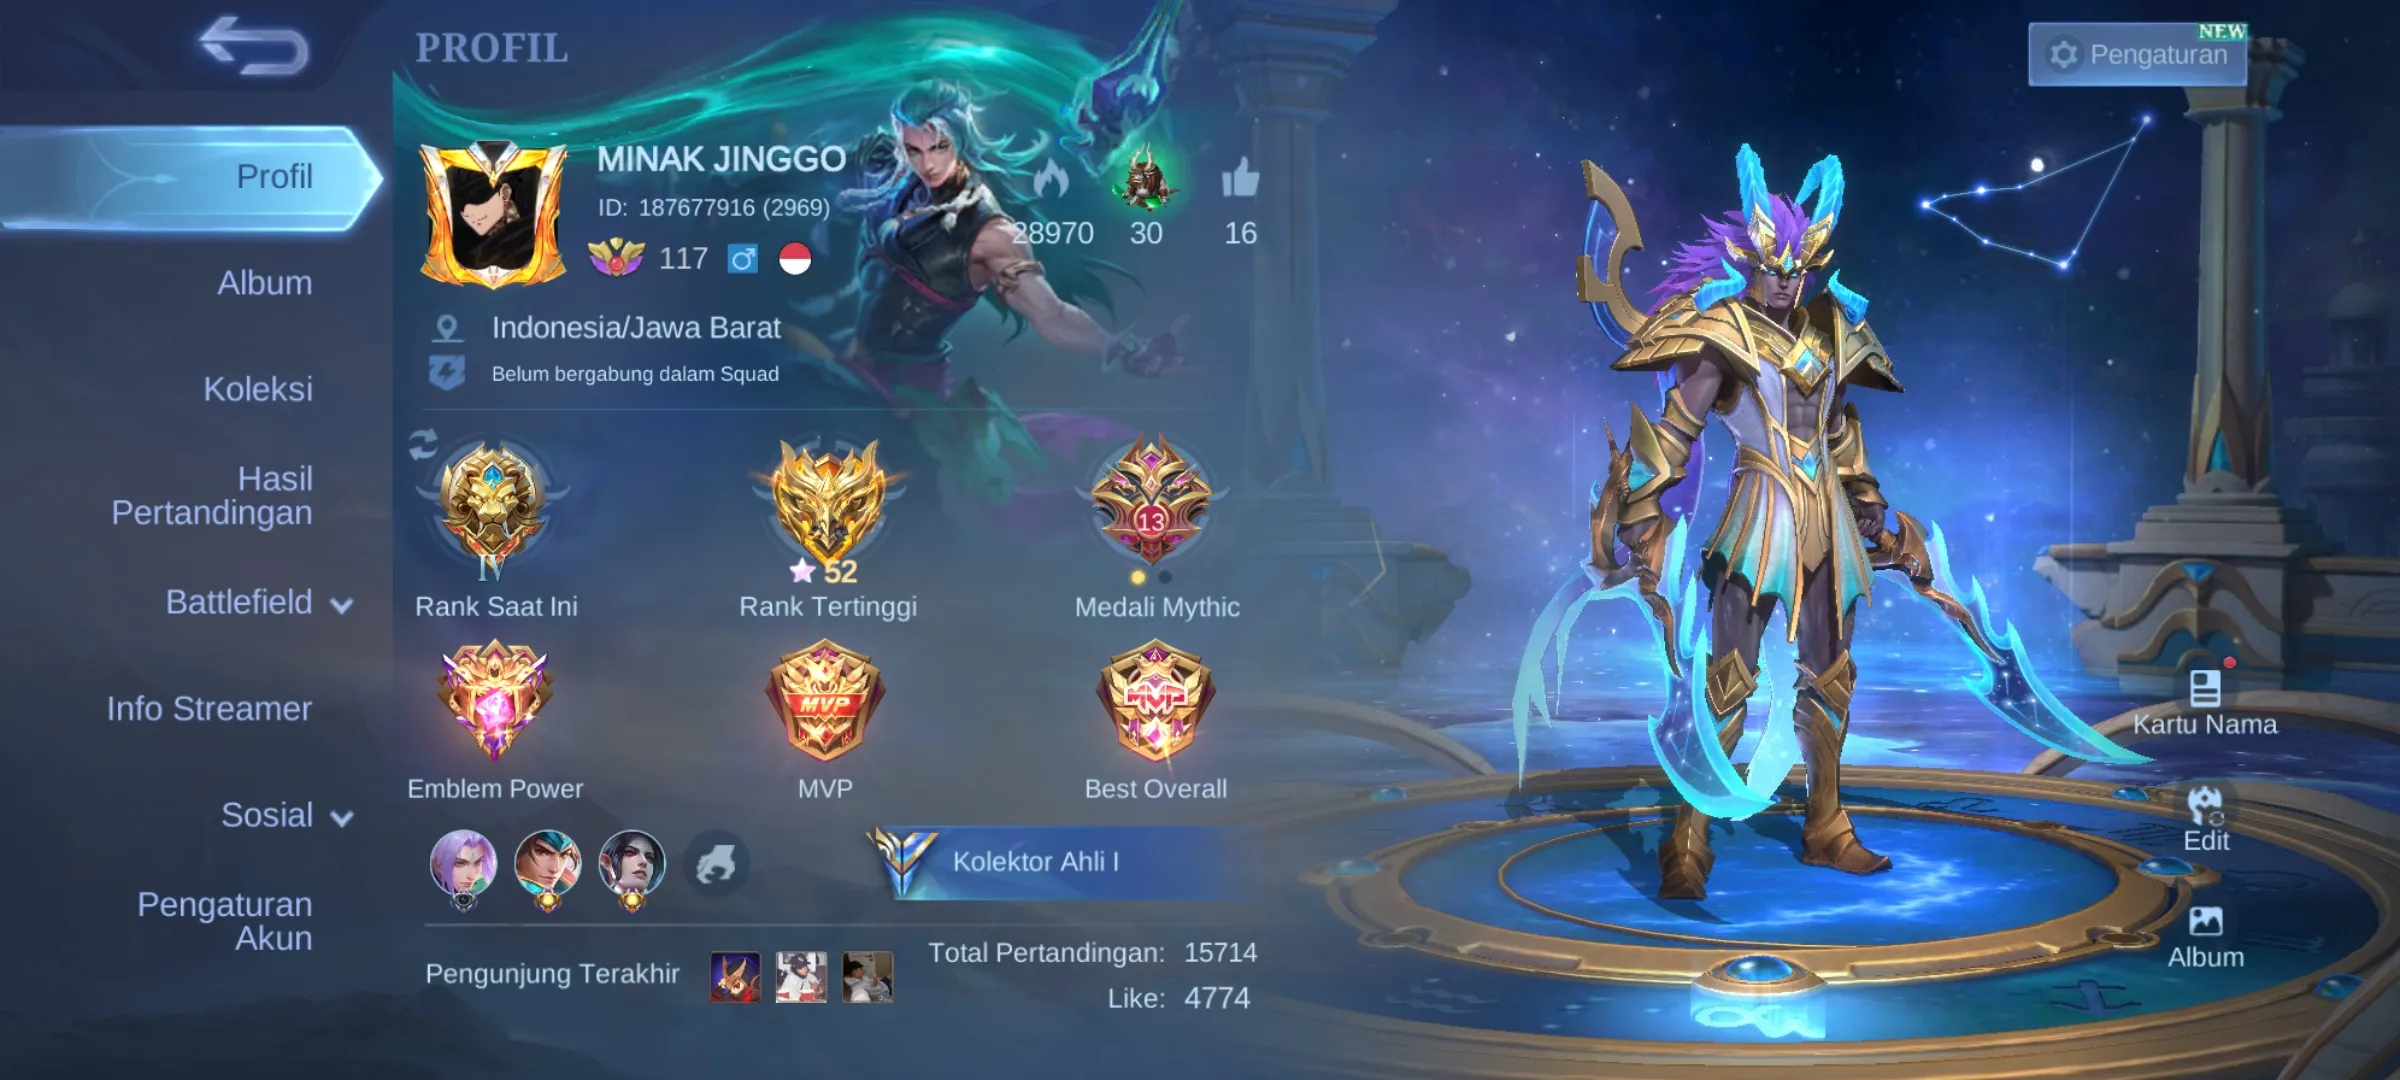 PROFIL
NEW
Pengaturan
Profil
Album
Koleksi
Hasil
Pertandingan
Battlefield
Info Streamer
Sosial
Pengaturan
Akun
MINAK JINGGO
ID: 187677916 (2969)
117
28970
30
16
Indonesia/Jawa Barat
Belum bergabung dalam Squad
IV
Rank Saat Ini
52
Rank Tertinggi
13
Medali Mythic
Emblem Power
MVP
MVP
MVP
Best Overall
Kolektor Ahli I
Pengunjung Terakhir
Total Pertandingan: 15714
Like: 4774
Kartu Nama
Edit
Album